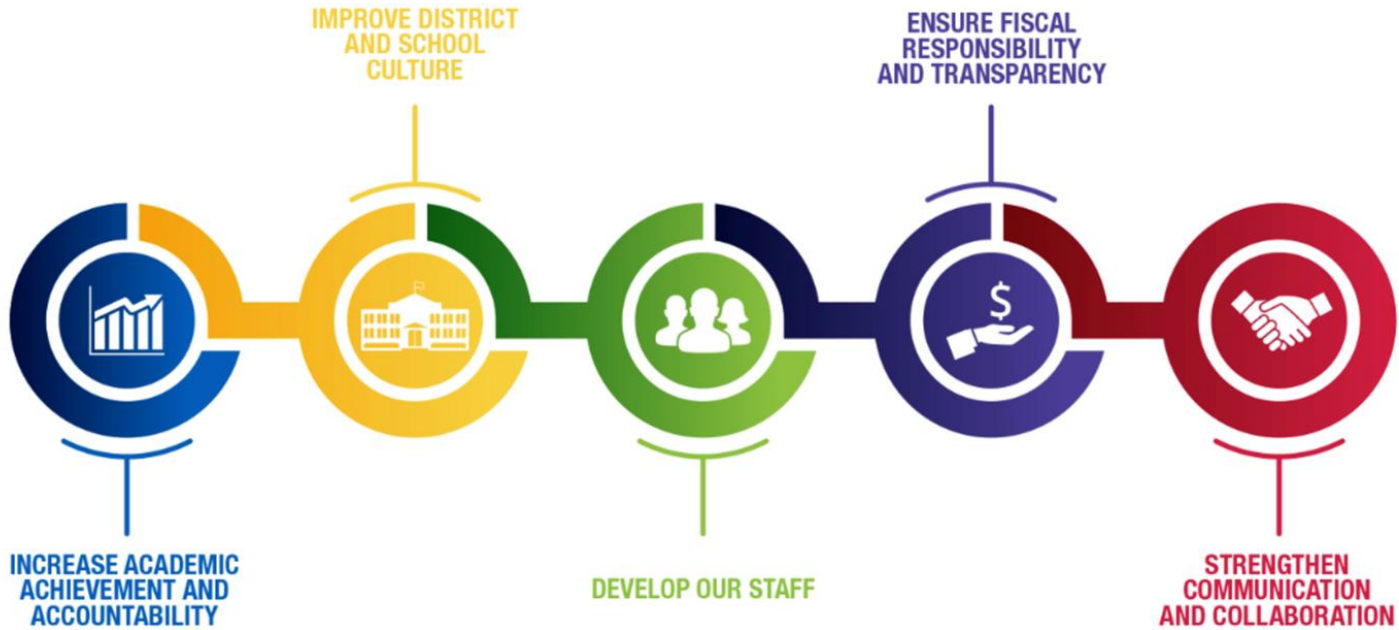 IMPROVE DISTRICT
AND SCHOOL
CULTURE
ENSURE FISCAL
RESPONSIBILITY
AND TRANSPARENCY
$
INCREASE ACADEMIC
ACHIEVEMENT AND
ACCOUNTABILITY
DEVELOP OUR STAFF
STRENGTHEN
COMMUNICATION
AND COLLABORATION